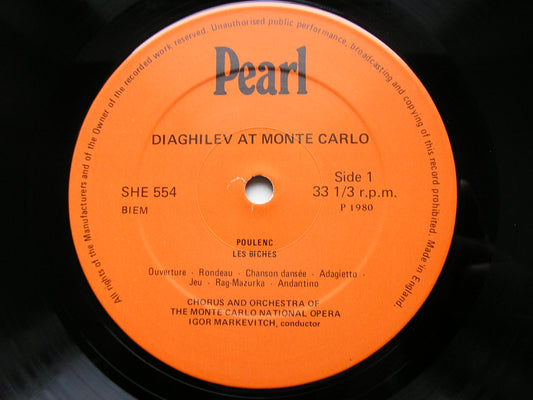 All rights of the Manufacturers and of the Owner of the recorded work reserved. Unauthorised public performance, broadcasting and copying of this record prohibited. Made in England.
Pearl
DIAGHILEV AT MONTE CARLO
Side 1
SHE 554
33 1/3 r.p.m.
BIEM
P 1980
POULENC
LES BICHES
Ouverture · Rondeau · Chanson dansée · Adagietto ·
Jeu · Rag-Mazurka · Andantino
CHORUS AND ORCHESTRA OF
THE MONTE CARLO NATIONAL OPERA
IGOR MARKEVITCH, conductor